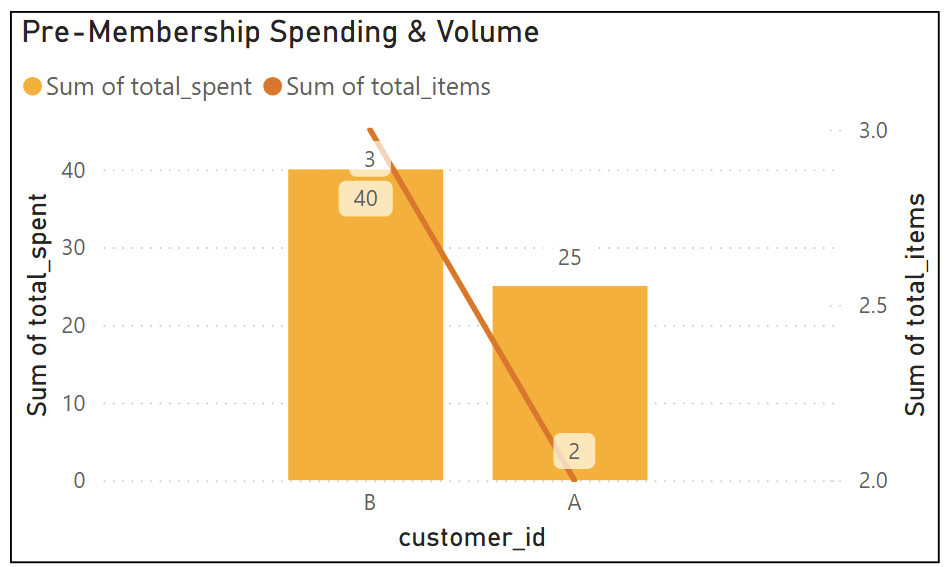 Pre-Membership Spending & Volume
Sum of total_spent Sum of total_items
3.0
3
40
40
Sum of total_spent
30
25
Sum of total_items
2.5
20
10
2
0
2.0
B A
customer_id